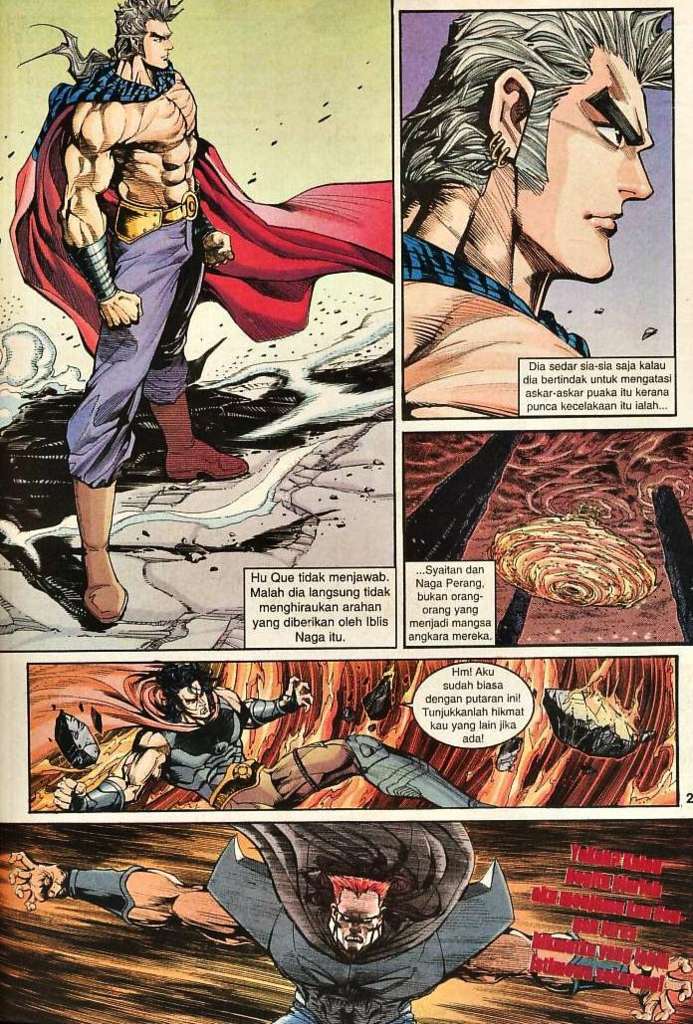 Dia sedar sia-sia saja kalau
dia bertindak untuk mengatasi
askar-askar puaka itu kerana
punca kecelakaan itu ialah...
Hu Que tidak menjawab.
Malah dia langsung tidak
menghiraukan arahan
yang diberikan oleh Iblis
Naga itu.
...Syaitan dan
Naga Perang,
bukan orang-
orang yang
menjadi mangsa
angkara mereka.
Hm! Aku
sudah biasa
dengan putaran ini!
Tunjukkanlah hikmat
kau yang lain jika
ada!
2
aku
yang